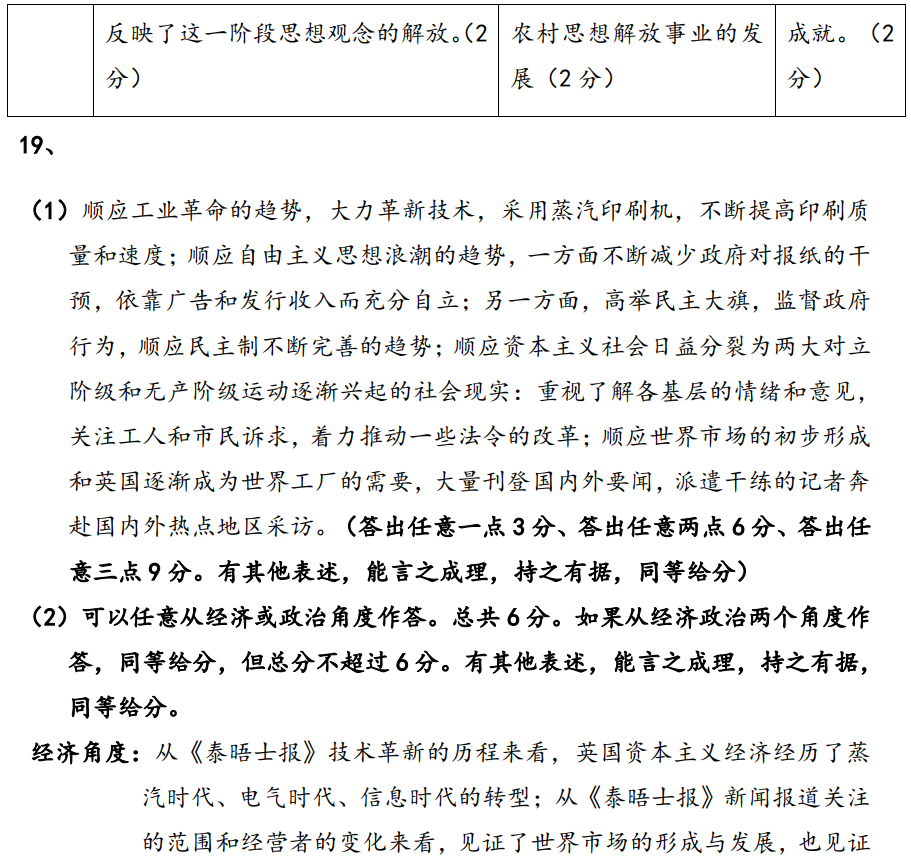 反映了这一阶段思想观念的解放。（2
分）
农村思想解放事业的发
展（2 分）
成就。（2
分）
19、
（1）顺应工业革命的趋势，大力革新技术，采用蒸汽印刷机，不断提高印刷质
量和速度；顺应自由主义思想浪潮的趋势，一方面不断减少政府对报纸的干
预，依靠广告和发行收入而充分自立；另一方面，高举民主大旗，监督政府
行为，顺应民主制不断完善的趋势；顺应资本主义社会日益分裂为两大对立
阶级和无产阶级运动逐渐兴起的社会现实：重视了解各基层的情绪和意见，
关注工人和市民诉求，着力推动一些法令的改革；顺应世界市场的初步形成
和英国逐渐成为世界工厂的需要，大量刊登国内外要闻，派遣干练的记者奔
赴国内外热点地区采访。（答出任意一点 3 分、答出任意两点 6 分、答出任
意三点 9 分。有其他表述，能言之成理，持之有据，同等给分）
（2）可以任意从经济或政治角度作答。总共 6 分。如果从经济政治两个角度作
答，同等给分，但总分不超过 6 分。有其他表述，能言之成理，持之有据，
同等给分。
经济角度：从《泰晤士报》技术革新的历程来看，英国资本主义经济经历了蒸
汽时代、电气时代、信息时代的转型；从《泰晤士报》新闻报道关注
的范围和经营者的变化来看，见证了世界市场的形成与发展，也见证